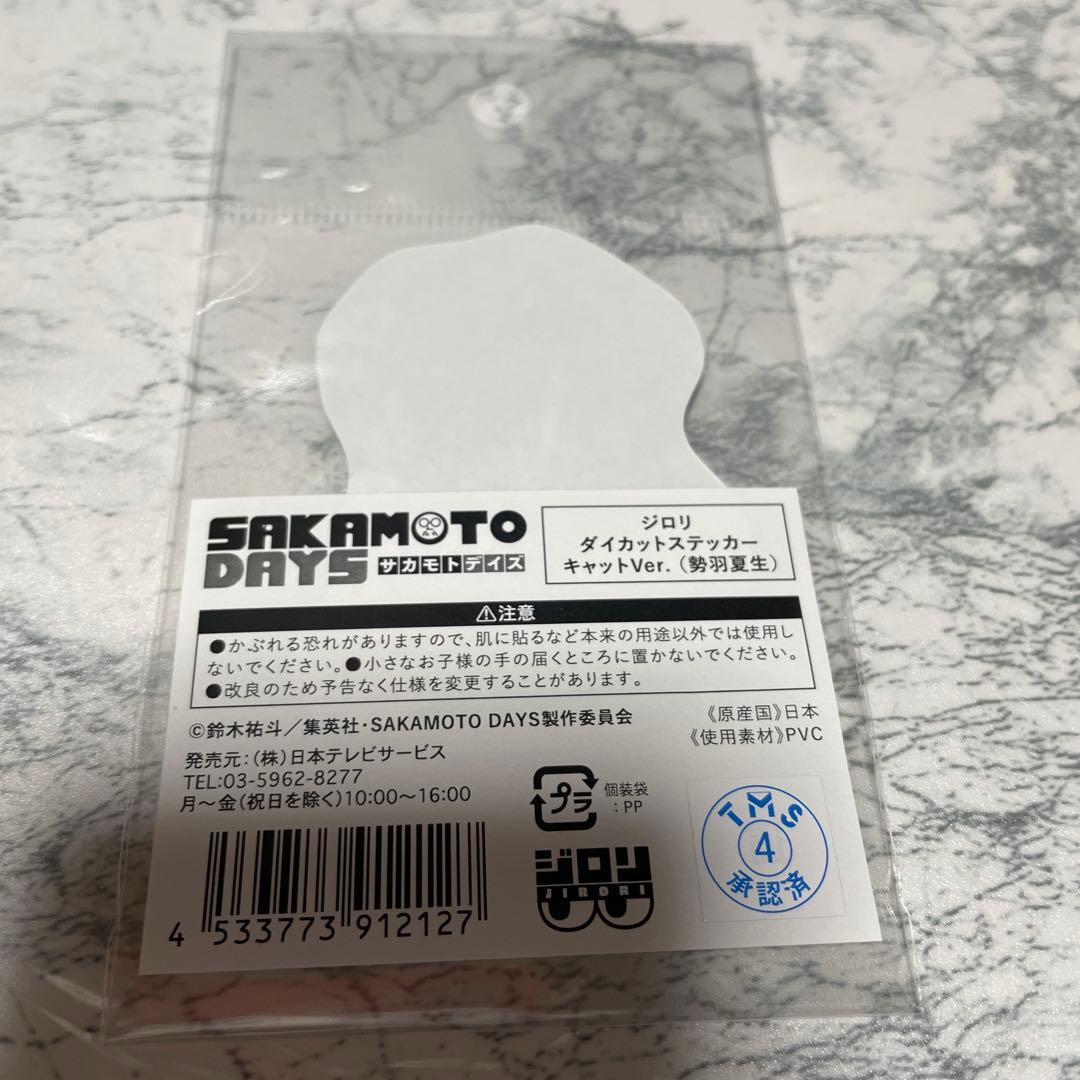 SAKAMOTO
DAYS サカモトデイズ
ジロリ
ダイカットステッカー
キャットVer.（勢羽夏生）
⚠注意
●かぶれる恐れがありますので、肌に貼るなど本来の用途以外では使用し
ないでください。●小さなお子様の手の届くところに置かないでください。
●改良のため予告なく仕様を変更することがあります。
©鈴木祐斗／集英社・SAKAMOTO DAYS製作委員会
《原産国》日本
《使用素材》PVC
発売元：（株）日本テレビサービス
TEL:03-5962-8277
月～金（祝日を除く）10:00～16:00
プラ
個装袋
：PP
ジロリ
JIRORI
TMS
4
承認済
4 533773 912127